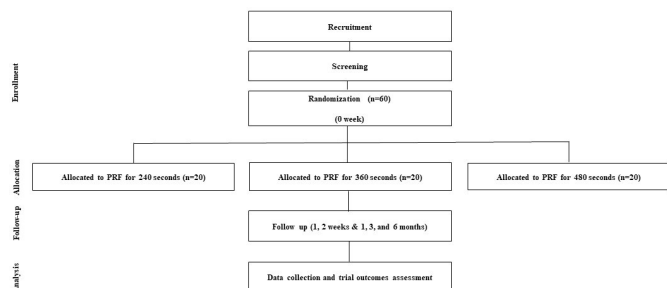 Recruitment
Screening
Enrollment
Randomization (n=60)
(0 week)
Allocation
Allocated to PRF for 240 seconds (n=20)
Allocated to PRF for 360 seconds (n=20)
Allocated to PRF for 480 seconds (n=20)
Follow-up
Follow up (1, 2 weeks & 1, 3, and 6 months)
nalysis
Data collection and trial outcomes assessment